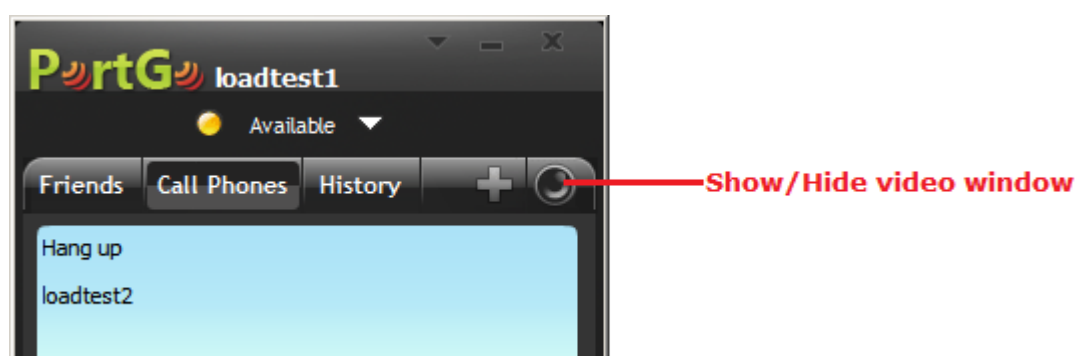 PortGo loadtest1
Available
Friends Call Phones History
Show/Hide video window
Hang up
loadtest2